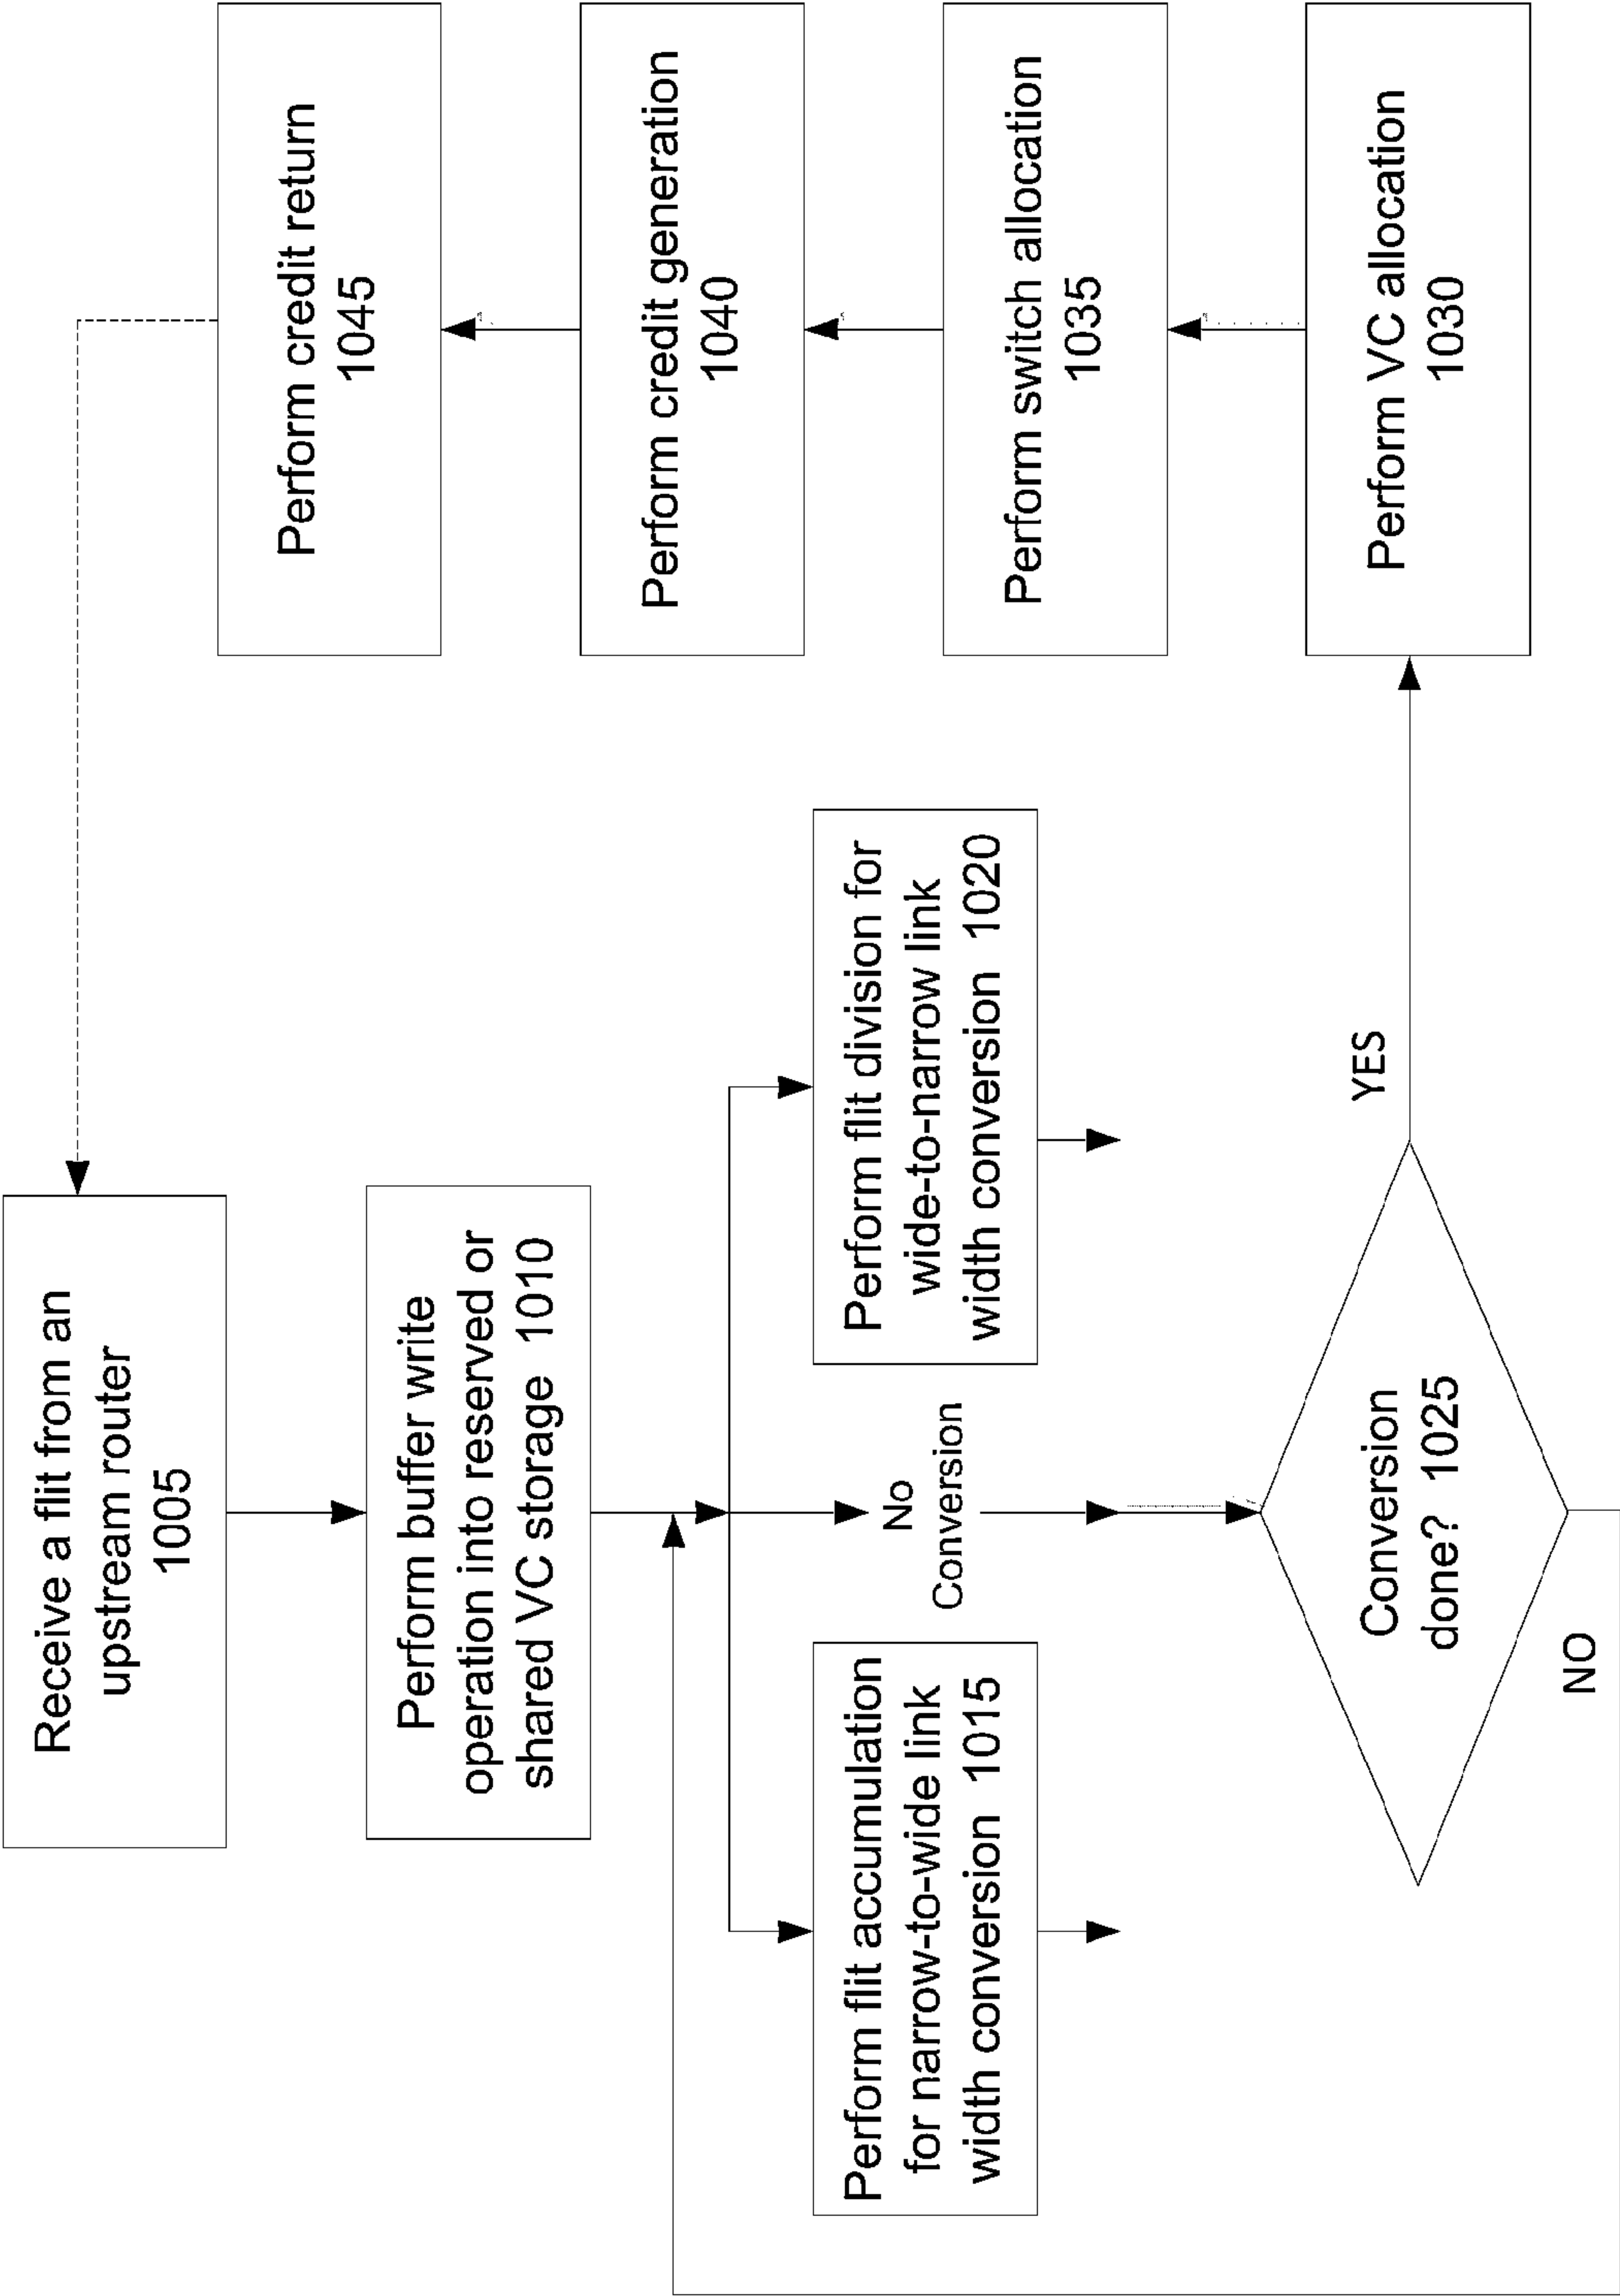 Receive a flit from an
upstream router
1005
Perform buffer write
operation into reserved or
shared VC storage 1010
Perform flit accumulation
for narrow-to-wide link
width conversion 1015
No
Conversion
Perform flit division for
wide-to-narrow link
width conversion 1020
Conversion
done? 1025
NO
YES
Perform VC allocation
1030
Perform switch allocation
1035
Perform credit generation
1040
Perform credit return
1045